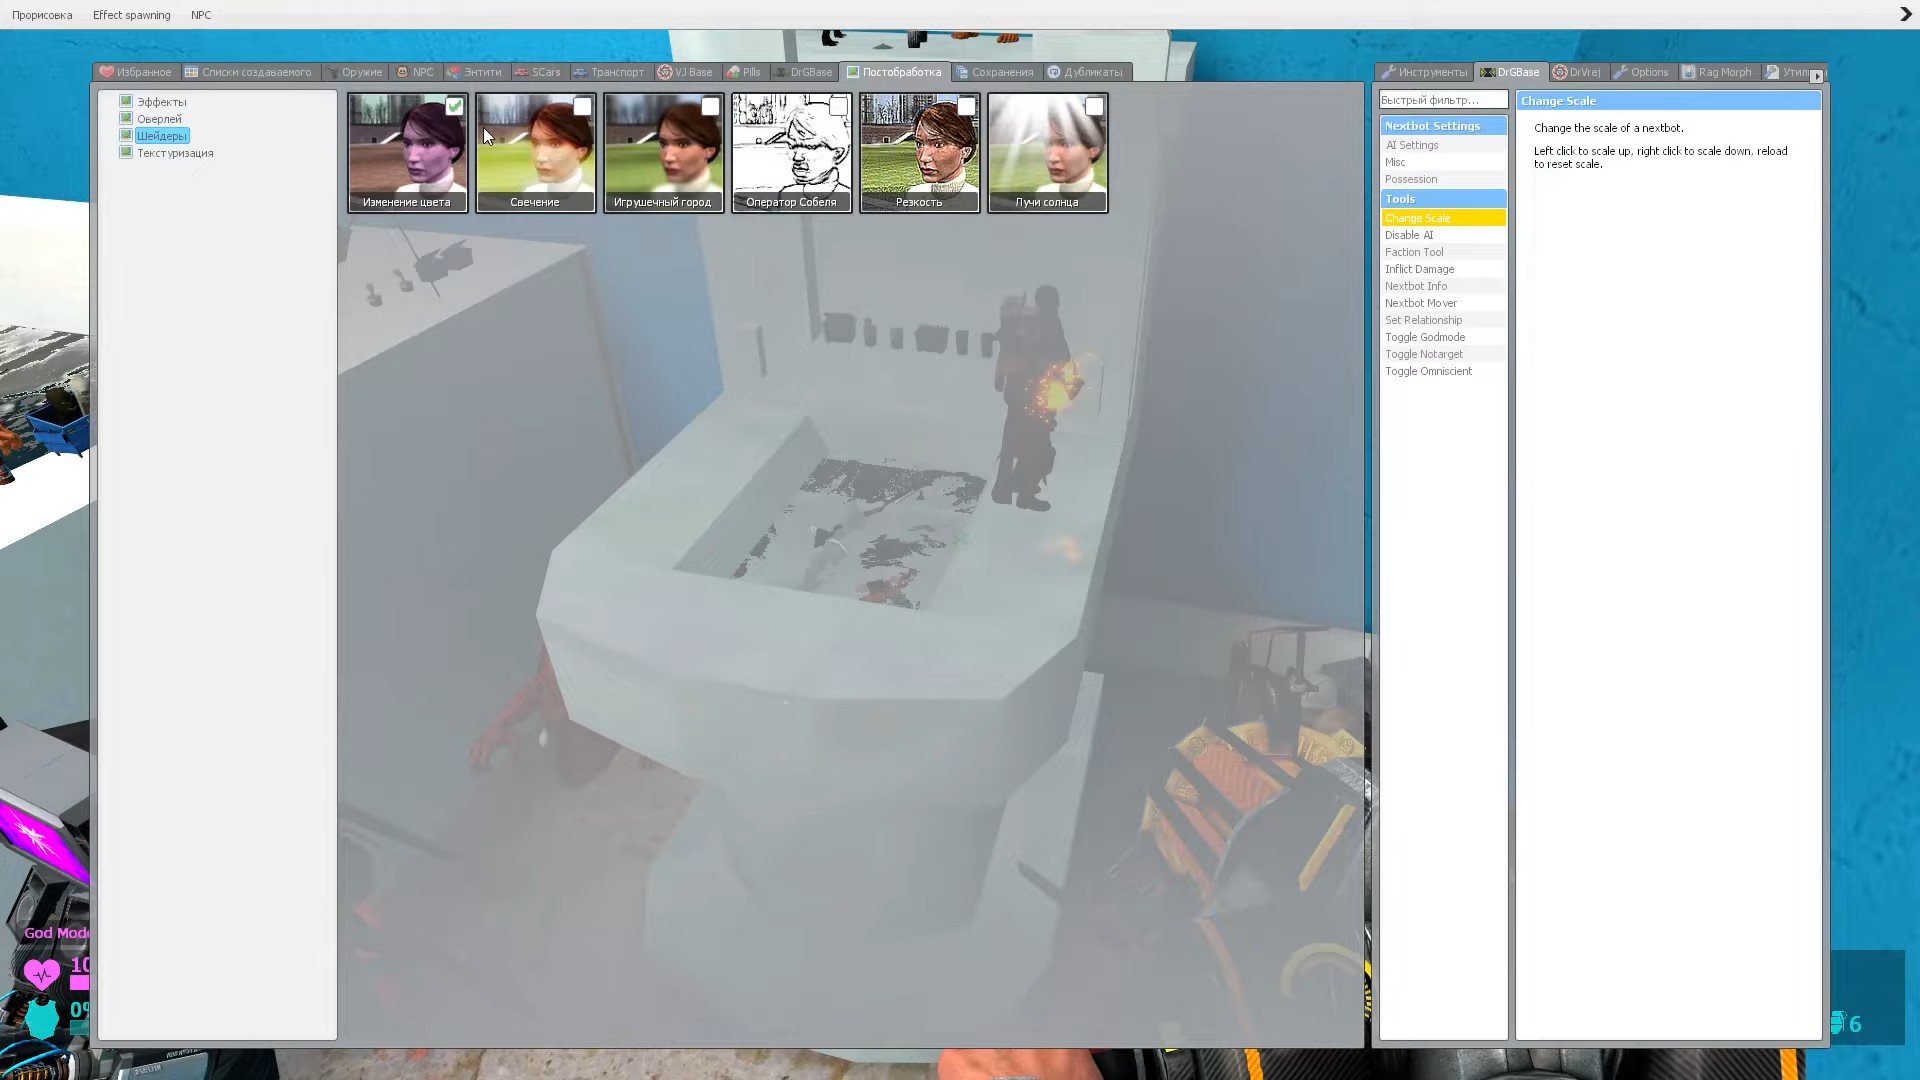 Прорисовка Effect spawning NPC
Избранное Списки создаваемого Оружие NPC Энтити SCars Транспорт VJ Base Pills DrGBase Постобработка Сохранения Дубликаты
Инструменты DrGBase DrVrej Options Rag Morph
Эффекты
Оверлей
Шейдеры
Текстуризация
Изменение цвета Свечение Игрушечный город Оператор Собеля Резкость Лучи солнца
Быстрый фильтр...
Nextbot Settings
AI Settings
Misc
Possession
Tools
Change Scale
Disable AI
Faction Tool
Inflict Damage
Nextbot Info
Nextbot Mover
Set Relationship
Toggle Godmode
Toggle Notarget
Toggle Omniscient
Change Scale
Change the scale of a nextbot.
Left click to scale up, right click to scale down, reload
to reset scale.
God Mode
10
0%
6